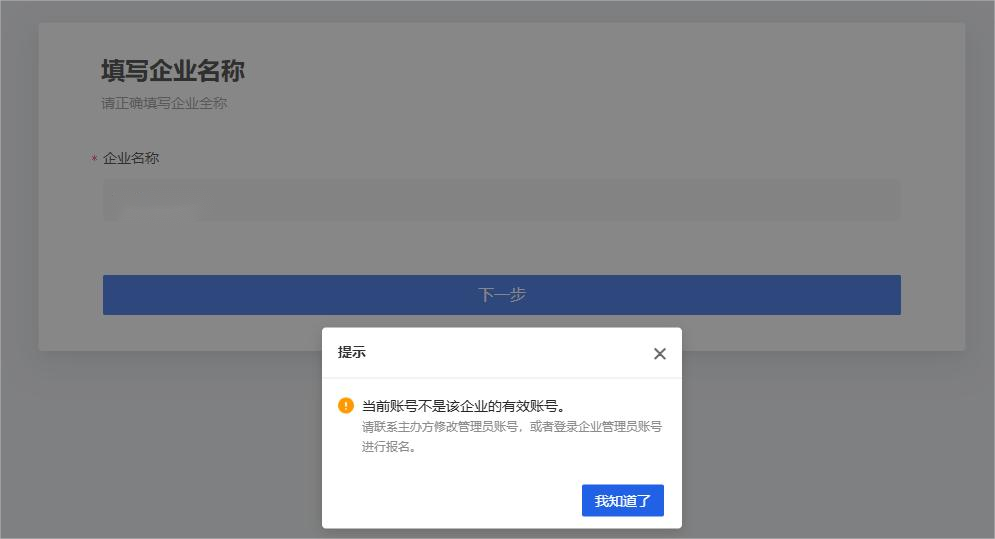 填写企业名称
请正确填写企业全称
* 企业名称
下一步
提示
当前账号不是该企业的有效账号。
请联系主办方修改管理员账号，或者登录企业管理员账号
进行报名。
我知道了